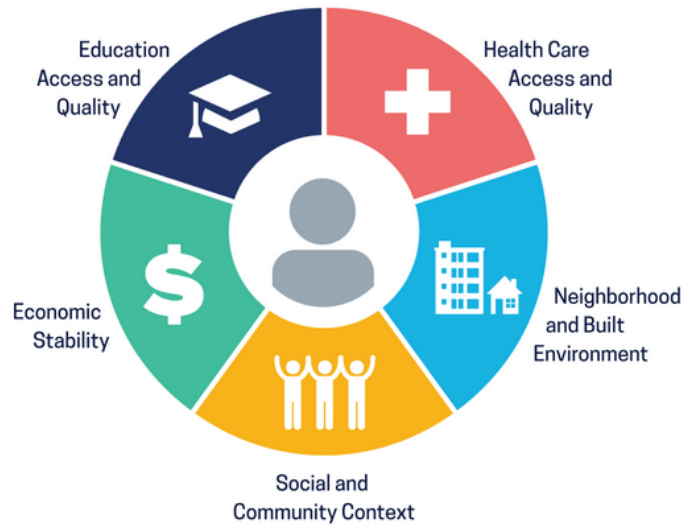 Education
Access and
Quality
Health Care
Access and
Quality
$
Economic
Stability
Neighborhood
and Built
Environment
Social and
Community Context